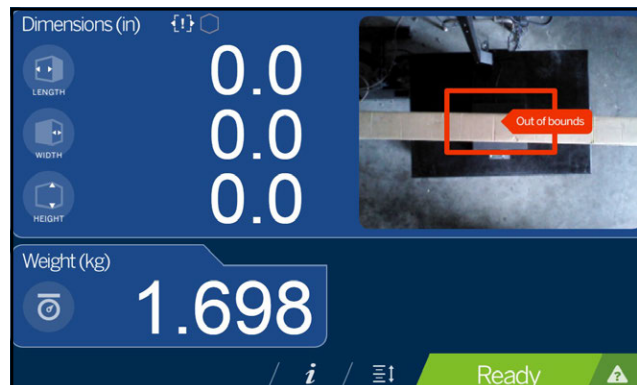 Dimensions (in)
{!}
LENGTH
0.0
WIDTH
0.0
HEIGHT
0.0
Out of bounds
Weight (kg)
1.698
i
Ready
?